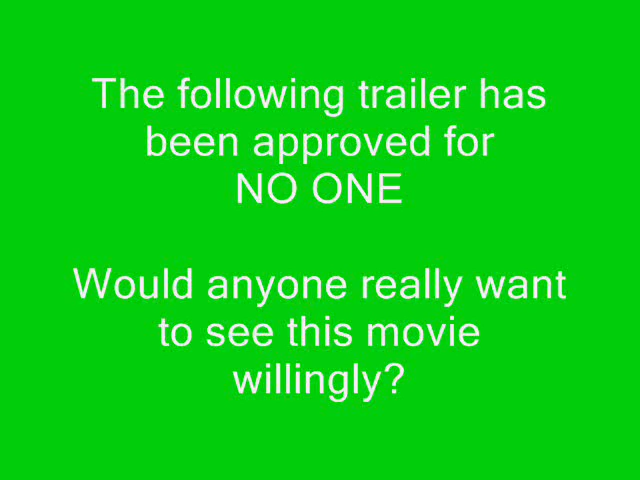 The following trailer has
been approved for
NO ONE
Would anyone really want
to see this movie
willingly?